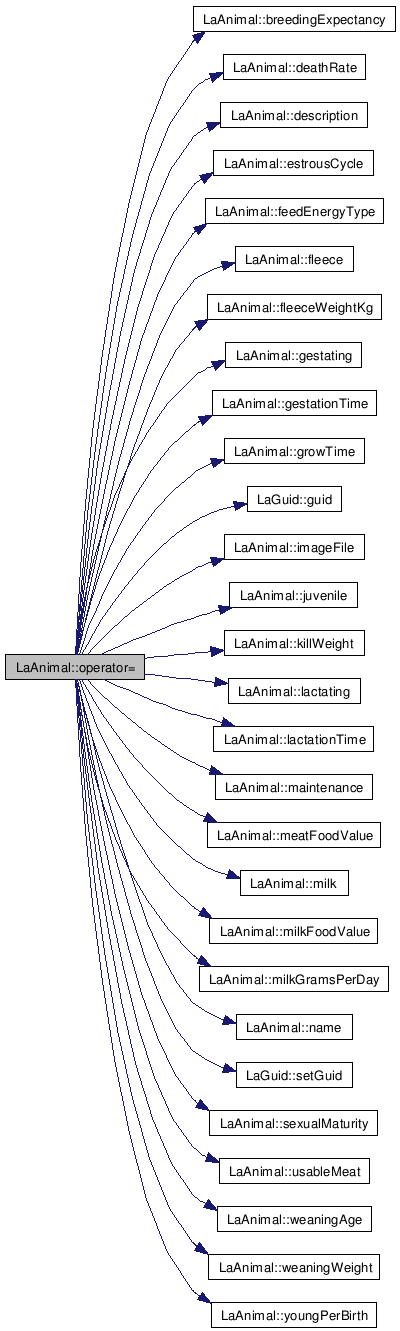 LaAnimal::breedingExpectancy
LaAnimal::deathRate
LaAnimal::description
LaAnimal::estrousCycle
LaAnimal::feedEnergyType
LaAnimal::fleece
LaAnimal::fleeceWeightKg
LaAnimal::gestating
LaAnimal::gestationTime
LaAnimal::growTime
LaGuid::guid
LaAnimal::imageFile
LaAnimal::juvenile
LaAnimal::killWeight
LaAnimal::operator=
LaAnimal::lactating
LaAnimal::lactationTime
LaAnimal::maintenance
LaAnimal::meatFoodValue
LaAnimal::milk
LaAnimal::milkFoodValue
LaAnimal::milkGramsPerDay
LaAnimal::name
LaGuid::setGuid
LaAnimal::sexualMaturity
LaAnimal::usableMeat
LaAnimal::weaningAge
LaAnimal::weaningWeight
LaAnimal::youngPerBirth